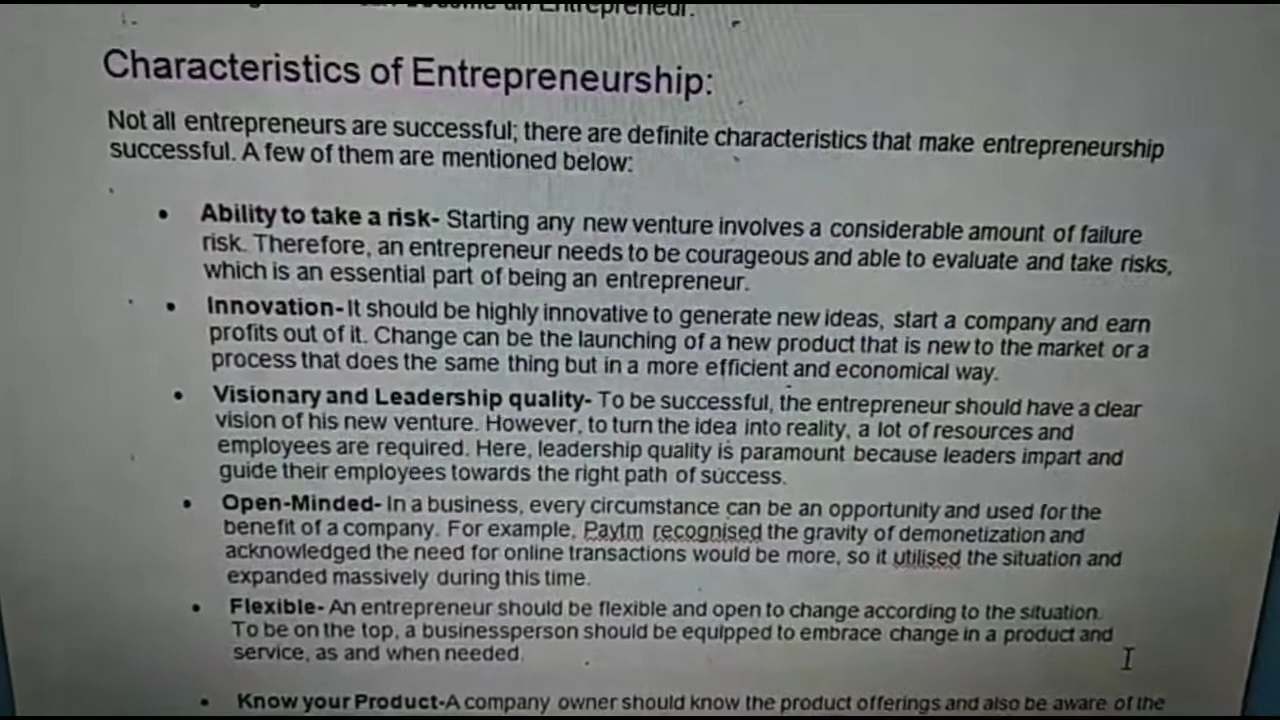 an Entrepreneur.
Characteristics of Entrepreneurship:
Not all entrepreneurs are successful; there are definite characteristics that make entrepreneurship
successful. A few of them are mentioned below:
• Ability to take a risk- Starting any new venture involves a considerable amount of failure
risk. Therefore, an entrepreneur needs to be courageous and able to evaluate and take risks,
which is an essential part of being an entrepreneur.
• Innovation- It should be highly innovative to generate new ideas, start a company and earn
profits out of it. Change can be the launching of a new product that is new to the market or a
process that does the same thing but in a more efficient and economical way.
• Visionary and Leadership quality- To be successful, the entrepreneur should have a clear
vision of his new venture. However, to turn the idea into reality, a lot of resources and
employees are required. Here, leadership quality is paramount because leaders impart and
guide their employees towards the right path of success.
• Open-Minded- In a business, every circumstance can be an opportunity and used for the
benefit of a company. For example, Paytm recognised the gravity of demonetization and
acknowledged the need for online transactions would be more, so it utilised the situation and
expanded massively during this time.
• Flexible- An entrepreneur should be flexible and open to change according to the situation.
To be on the top, a businessperson should be equipped to embrace change in a product and
service, as and when needed.
• Know your Product-A company owner should know the product offerings and also be aware of the